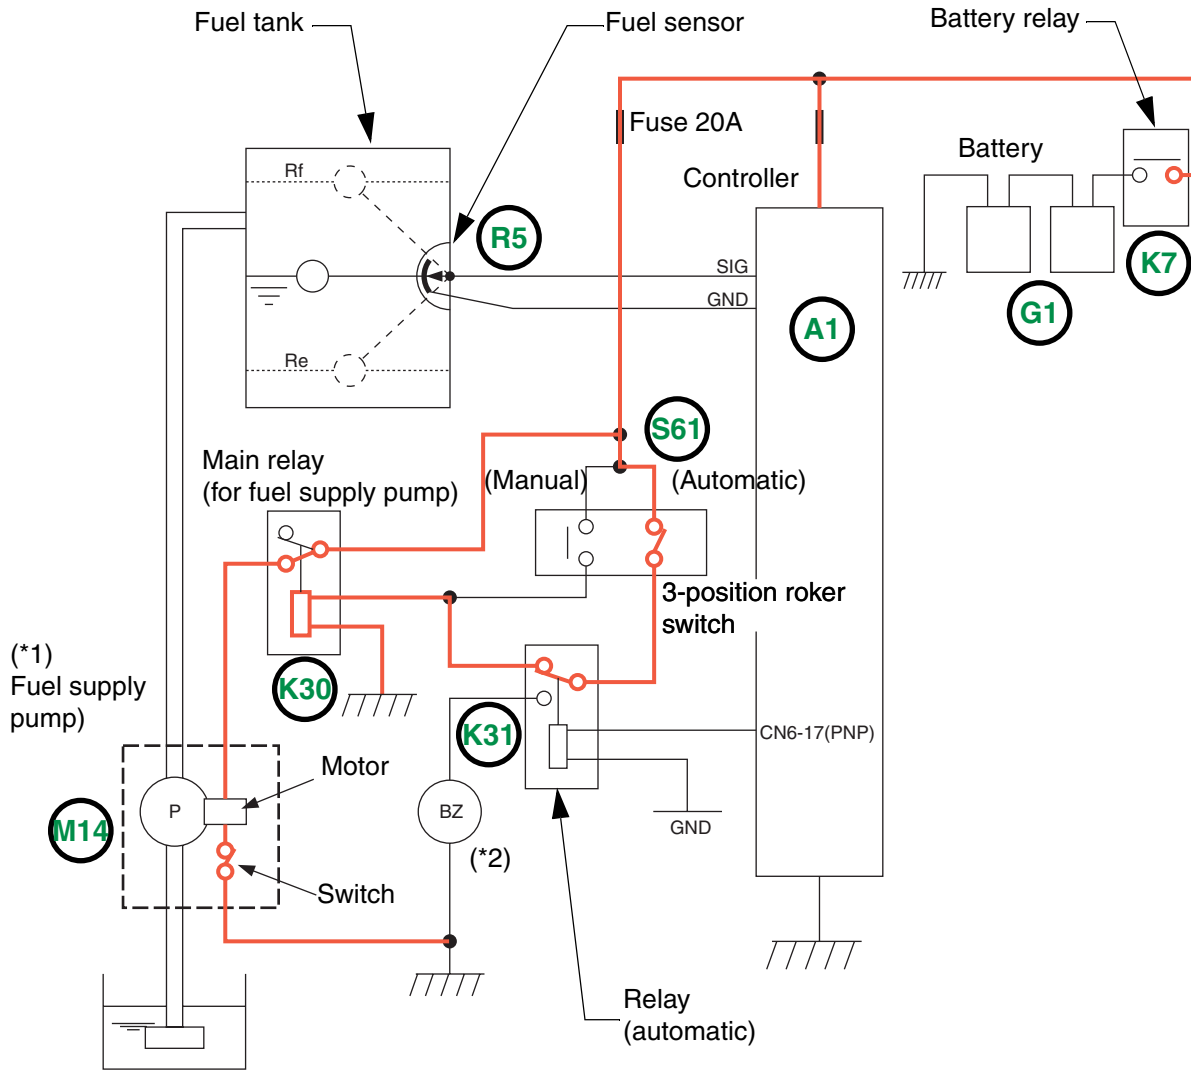 Fuel tank
Fuel sensor
Battery relay
Fuse 20A
Battery
Controller
Rf
R5
SIG
GND
K7
G1
A1
Re
S61
Main relay
(for fuel supply pump)
(Manual)
(Automatic)
3-position roker
switch
(*1)
Fuel supply
pump)
K30
K31
CN6-17(PNP)
Motor
M14
P
BZ
GND
(*2)
Switch
Relay
(automatic)